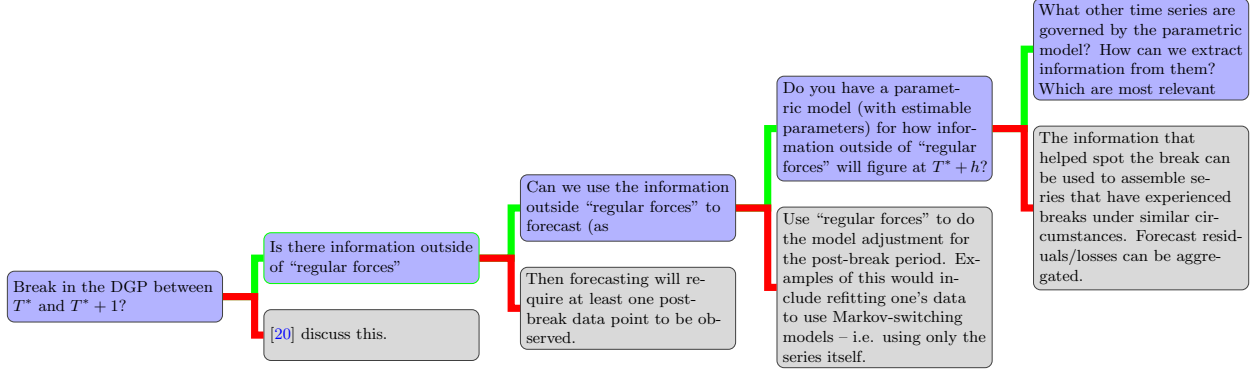 Break in the DGP between
T* and T* + 1?
Is there information outside
of “regular forces”
[20] discuss this.
Can we use the information
outside “regular forces” to
forecast (as
Then forecasting will re-
quire at least one post-
break data point to be ob-
served.
Do you have a paramet-
ric model (with estimable
parameters) for how infor-
mation outside of “regular
forces” will figure at T* + h?
Use “regular forces” to do
the model adjustment for
the post-break period. Ex-
amples of this would in-
clude refitting one’s data
to use Markov-switching
models – i.e. using only the
series itself.
What other time series are
governed by the parametric
model? How can we extract
information from them?
Which are most relevant
The information that
helped spot the break can
be used to assemble se-
ries that have experienced
breaks under similar cir-
cumstances. Forecast resid-
uals/losses can be aggre-
gated.